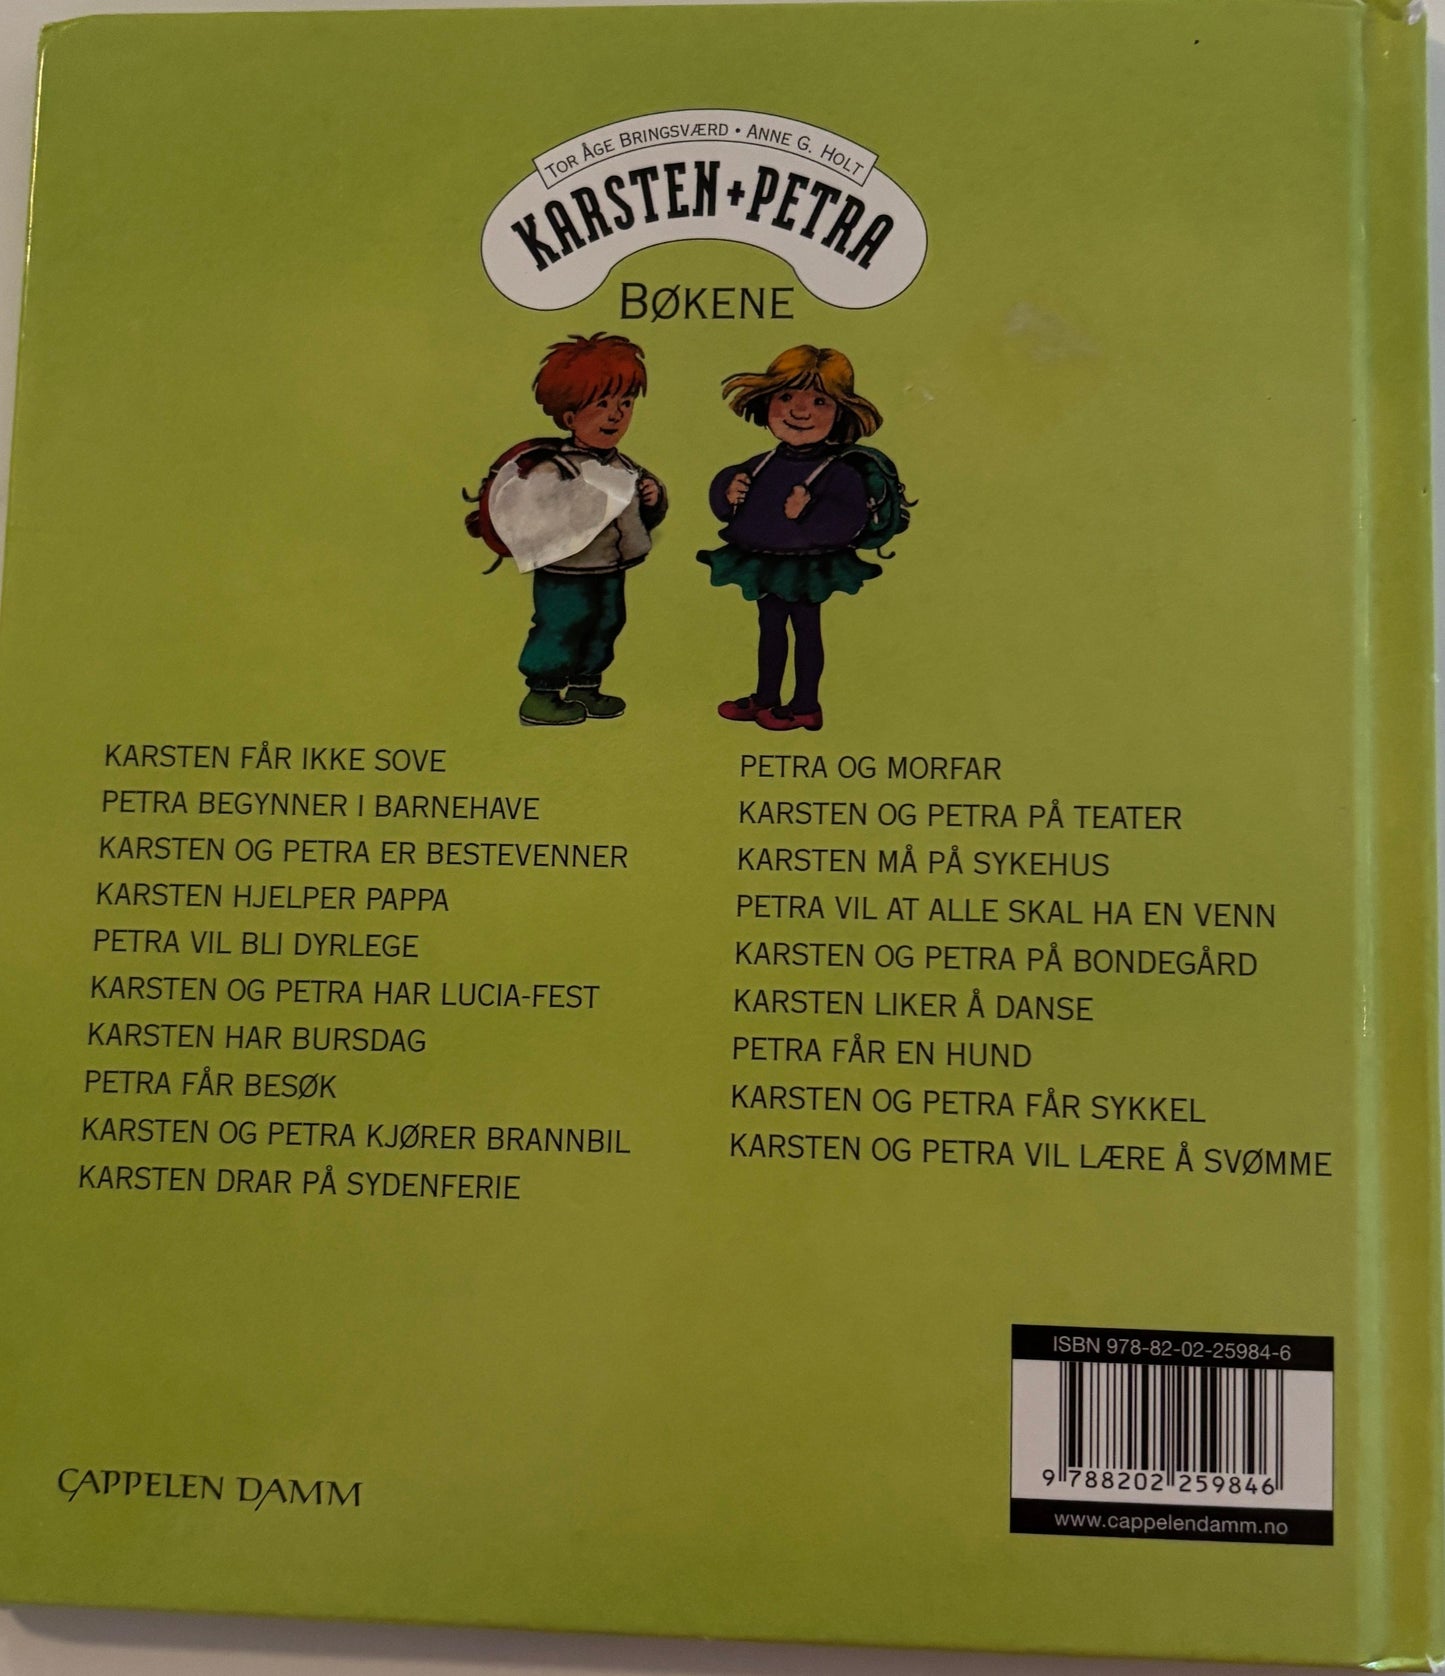 TOR ÅGE BRINGSVÆRD • ANNE G. HOLT
KARSTEN + PETRA
BØKENE
KARSTEN FÅR IKKE SOVE
PETRA BEGYNNER I BARNEHAVE
KARSTEN OG PETRA ER BESTEVENNER
KARSTEN HJELPER PAPPA
PETRA VIL BLI DYRLEGE
KARSTEN OG PETRA HAR LUCIA-FEST
KARSTEN HAR BURSDAG
PETRA FÅR BESØK
KARSTEN OG PETRA KJØRER BRANNBIL
KARSTEN DRAR PÅ SYDENFERIE
PETRA OG MORFAR
KARSTEN OG PETRA PÅ TEATER
KARSTEN MÅ PÅ SYKEHUS
PETRA VIL AT ALLE SKAL HA EN VENN
KARSTEN OG PETRA PÅ BONDEGÅRD
KARSTEN LIKER Å DANSE
PETRA FÅR EN HUND
KARSTEN OG PETRA FÅR SYKKEL
KARSTEN OG PETRA VIL LÆRE Å SVØMME
CAPPELEN DAMM
ISBN 978-82-02-25984-6
9 788202 259846
www.cappelendamm.no